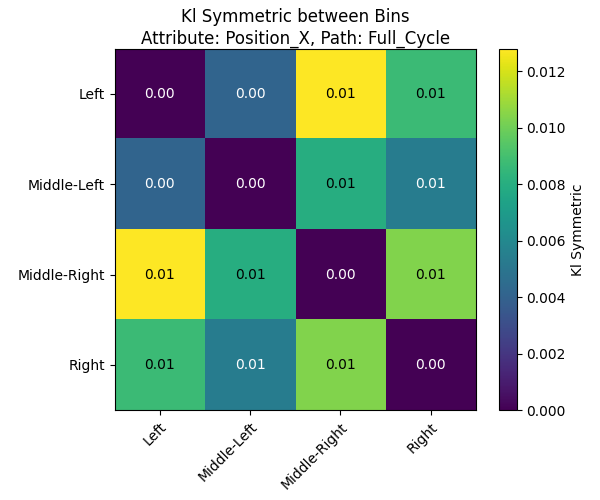 Kl Symmetric between Bins
Attribute: Position_X, Path: Full_Cycle
Left 0.00 0.00 0.01 0.01
Middle-Left 0.00 0.00 0.01 0.01
Middle-Right 0.01 0.01 0.00 0.01
Right 0.01 0.01 0.01 0.00
Left Middle-Left Middle-Right Right
0.012
0.010
0.008
0.006
0.004
0.002
0.000
Kl Symmetric